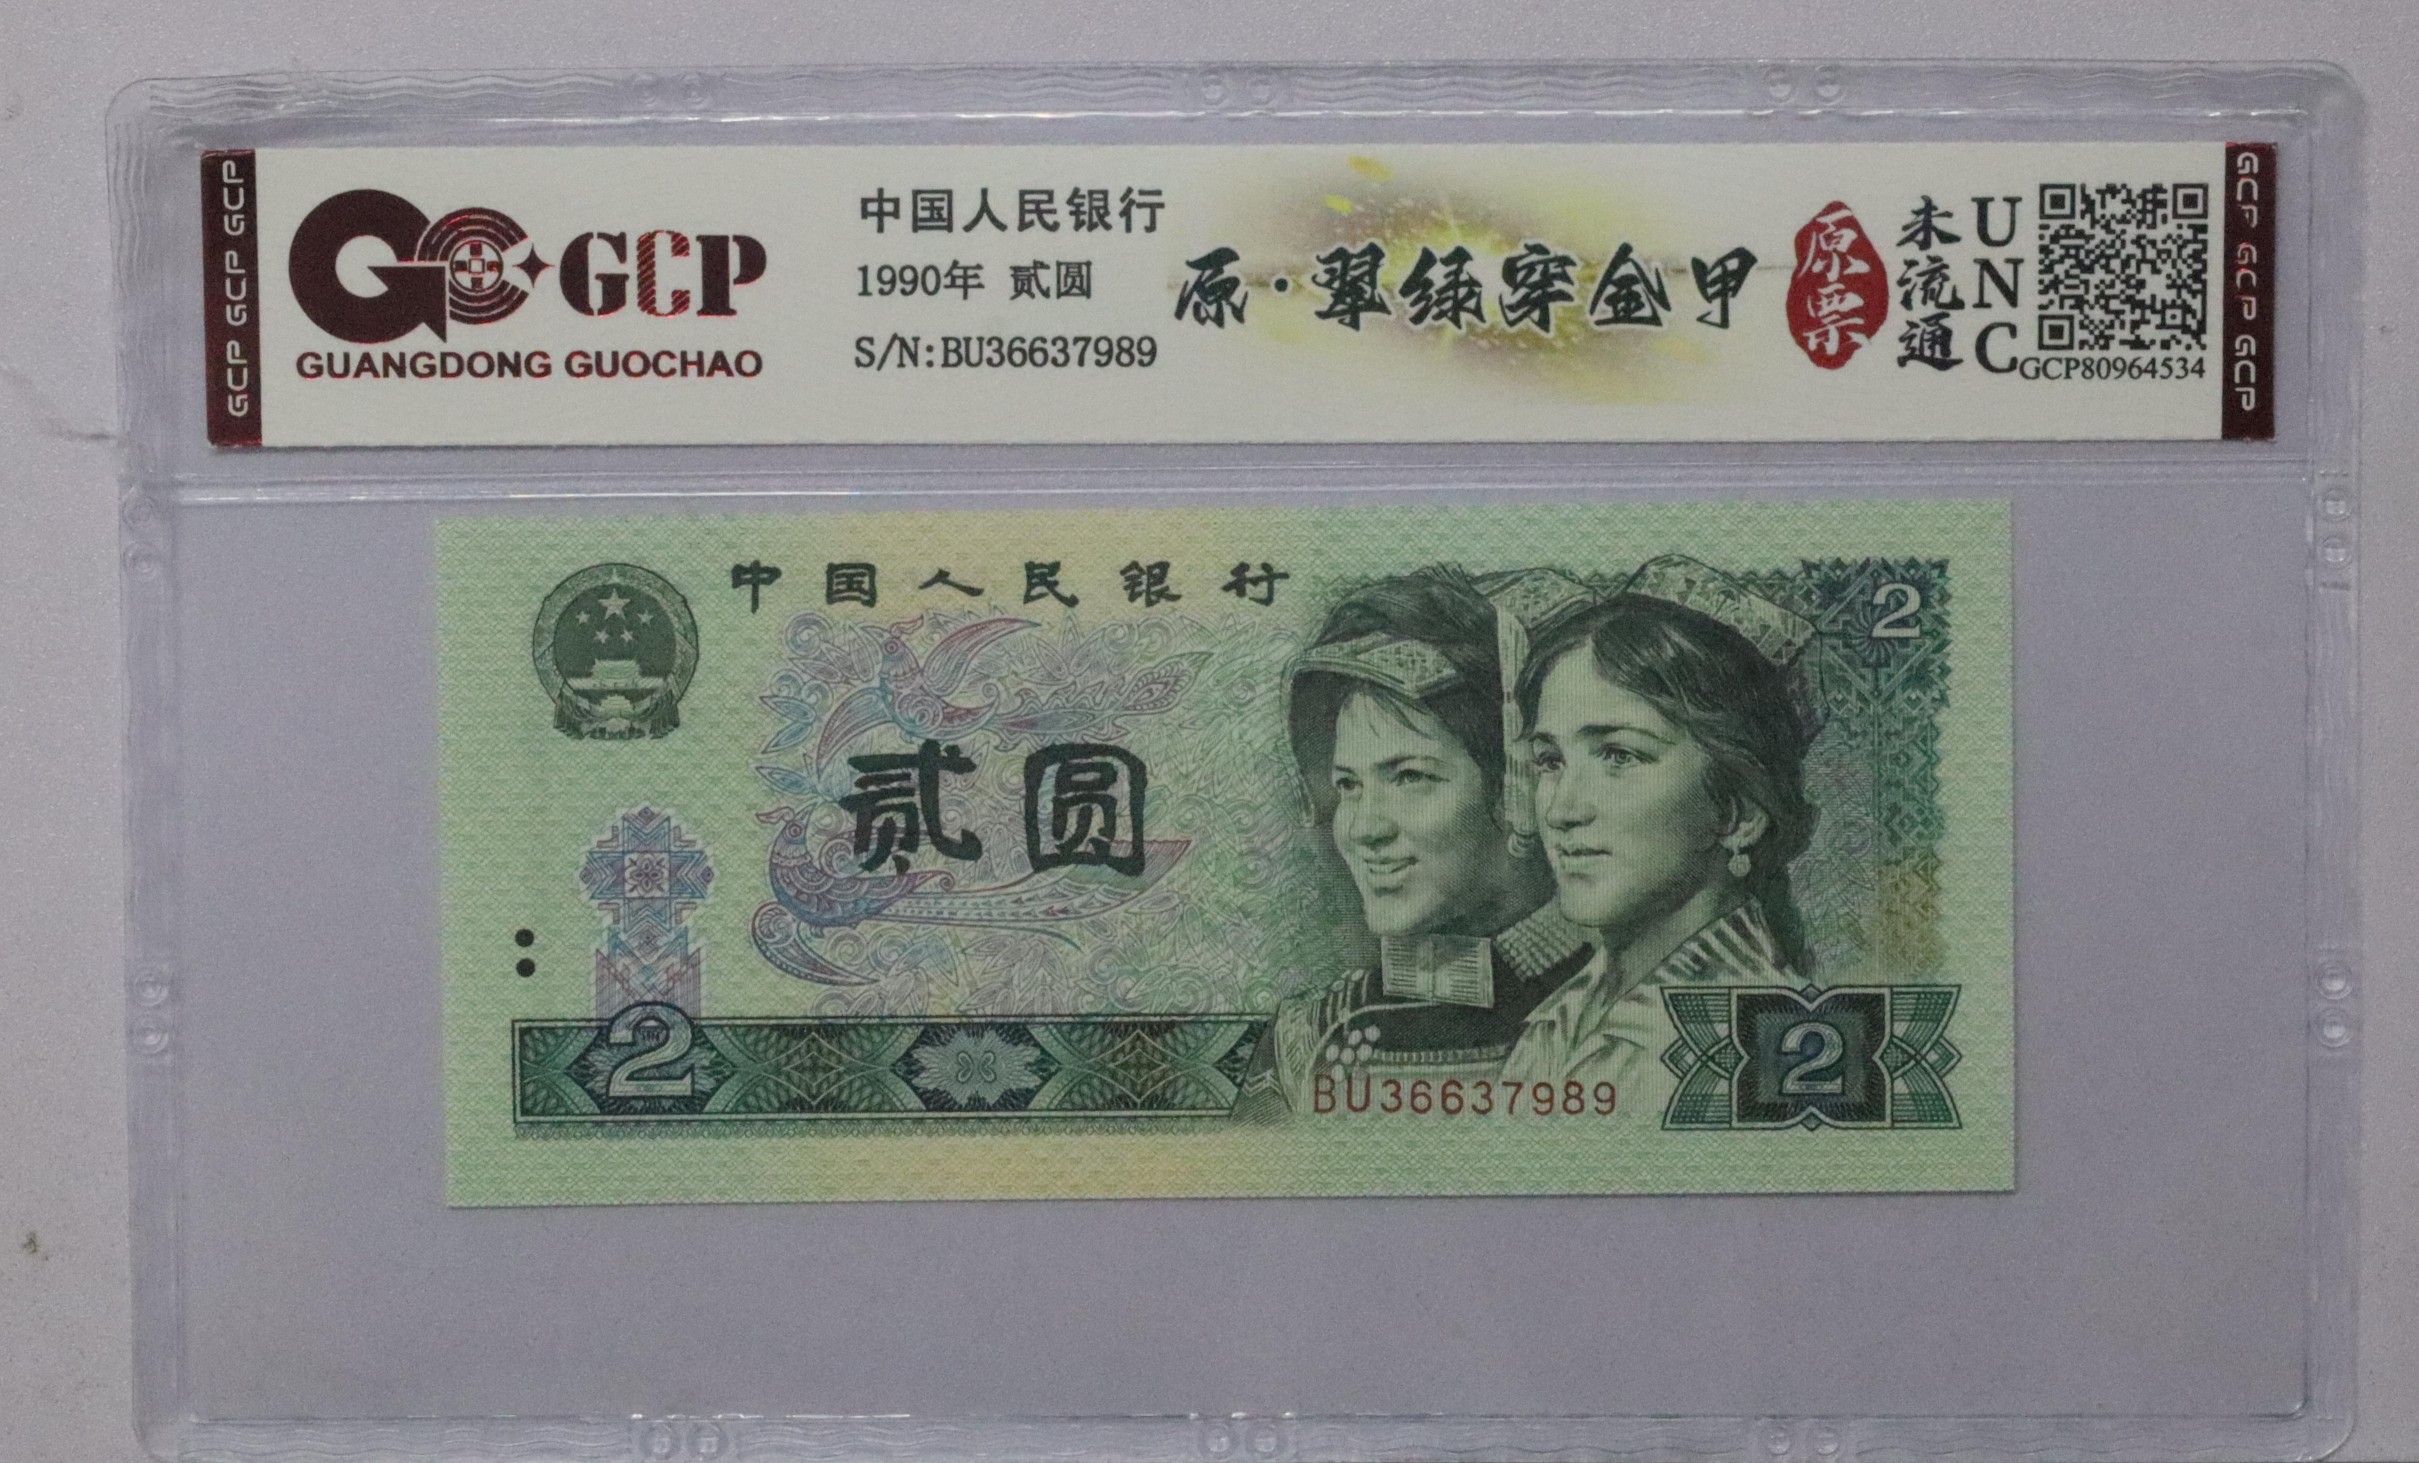 GCP GCP GCP
GCP
GUANGDONG GUOCHAO
中国人民银行
1990年 贰圆
S/N:BU36637989
原·翠绿穿金甲
原票
未流通
UNC
GCP80964534
GCP GCP GCP
中国人民银行
2
贰圆
2
BU36637989
2